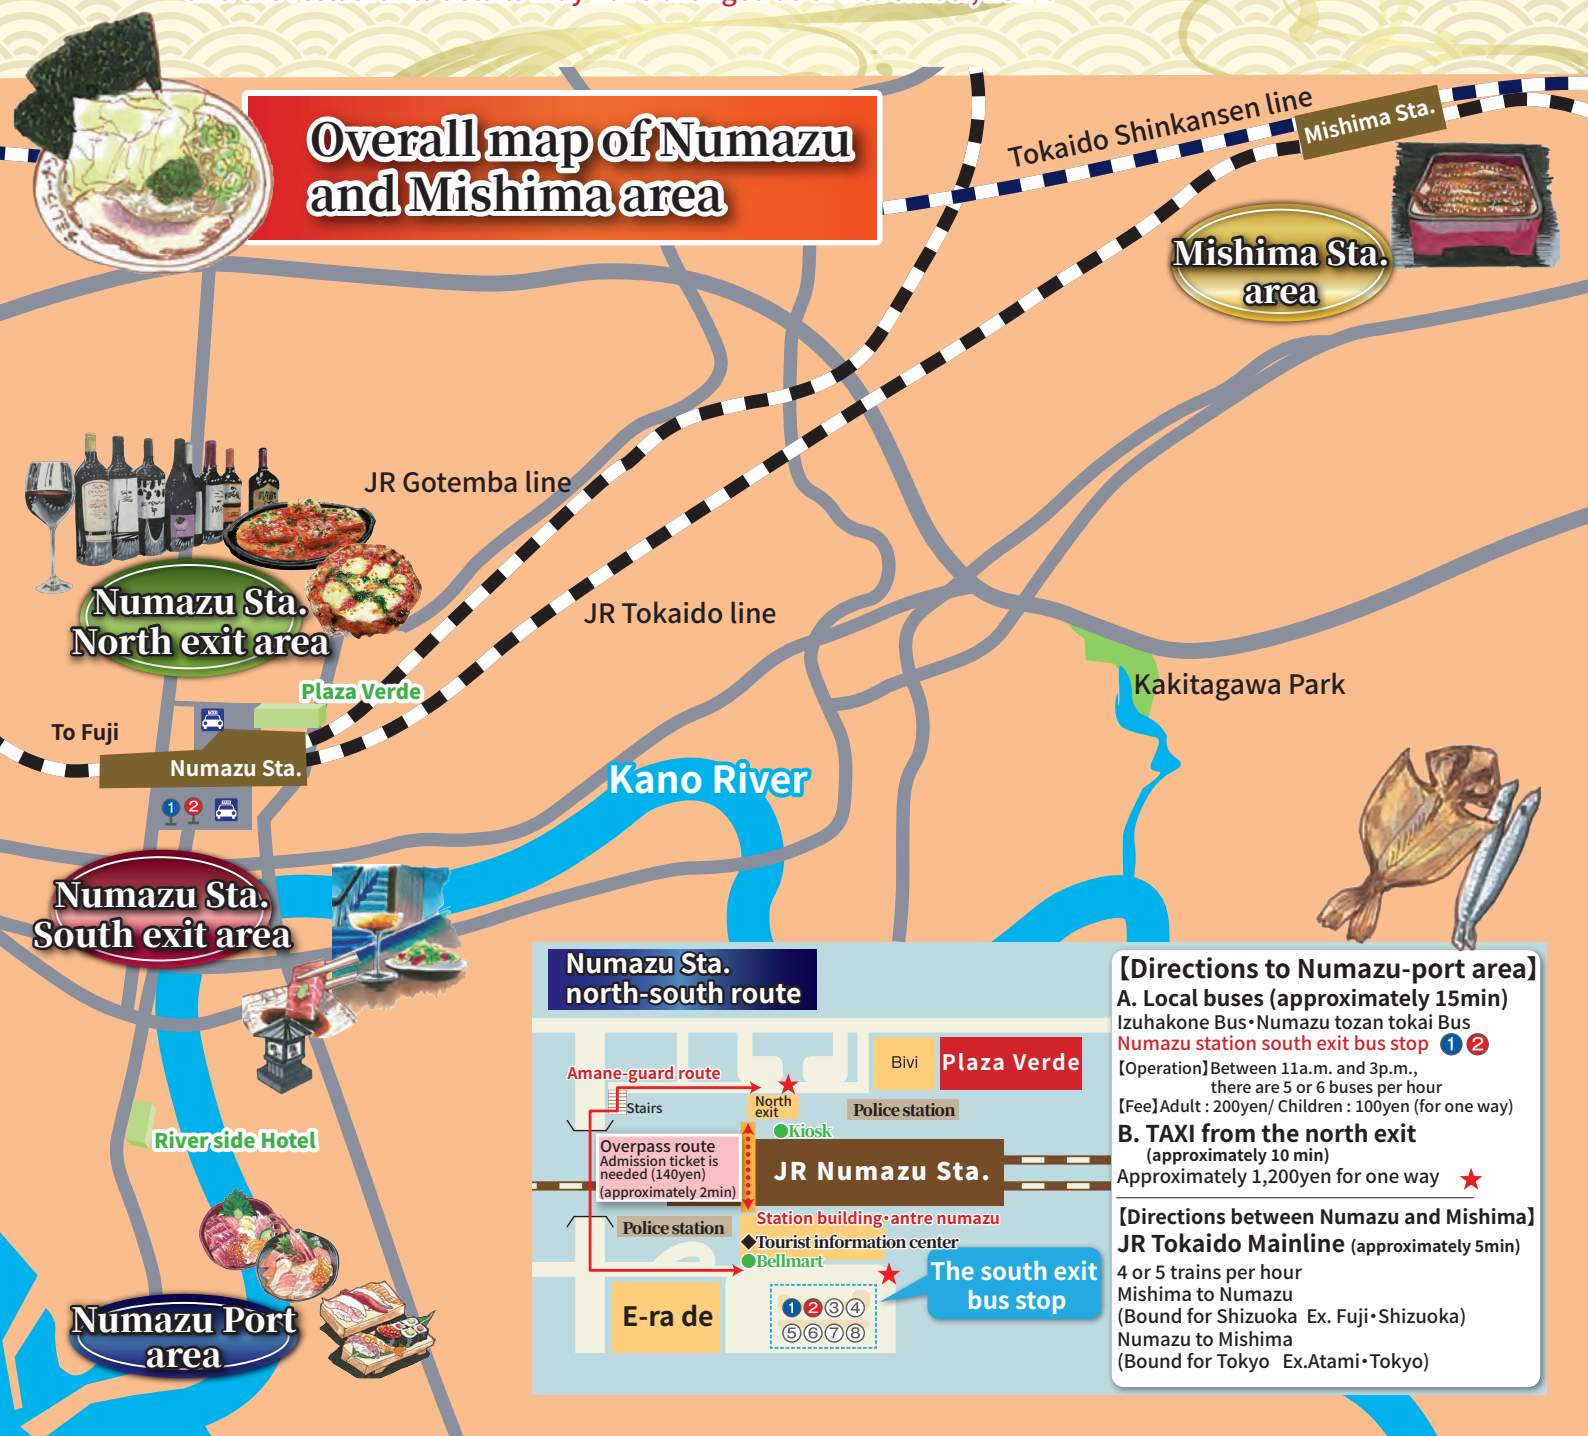 Overall map of Numazu
and Mishima area
Tokaido Shinkansen line
Mishima Sta.
Mishima Sta.
area
JR Gotemba line
JR Tokaido line
Numazu Sta.
North exit area
Plaza Verde
To Fuji
Numazu Sta.
1 2
TAXI
Kakitagawa Park
Kano River
Numazu Sta.
South exit area
River side Hotel
Numazu Port
area
Numazu Sta.
north-south route
Bivi
Plaza Verde
Amane-guard route
Stairs
North
exit
Police station
Kiosk
Overpass route
Admission ticket is
needed (140yen)
(approximately 2min)
JR Numazu Sta.
Station building・antre numazu
Police station
◆Tourist information center
Bellmart
The south exit
bus stop
E-ra de
①②③④
⑤⑥⑦⑧
【Directions to Numazu-port area】
A. Local buses (approximately 15min)
Izuhakone Bus・Numazu tozan tokai Bus
Numazu station south exit bus stop ① ②
【Operation】Between 11a.m. and 3p.m.,
there are 5 or 6 buses per hour
【Fee】Adult : 200yen/ Children : 100yen (for one way)
B. TAXI from the north exit
(approximately 10 min)
Approximately 1,200yen for one way ★
【Directions between Numazu and Mishima】
JR Tokaido Mainline (approximately 5min)
4 or 5 trains per hour
Mishima to Numazu
(Bound for Shizuoka Ex. Fuji・Shizuoka)
Numazu to Mishima
(Bound for Tokyo Ex.Atami・Tokyo)